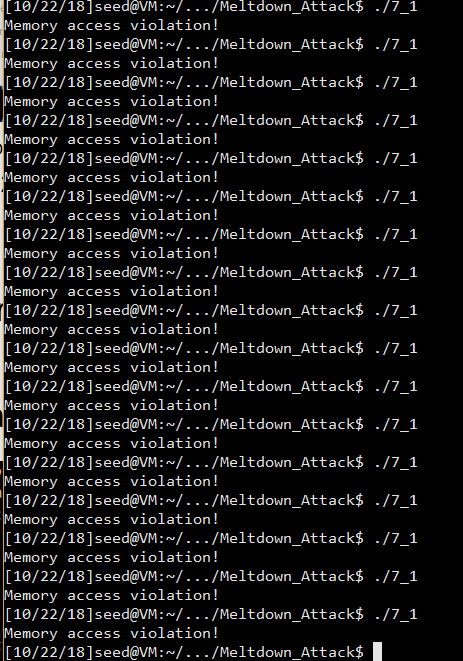 [10/22/18]seed@VM:~/.../Meltdown_Attack$ ./7_1
Memory access violation!
[10/22/18]seed@VM:~/.../Meltdown_Attack$ ./7_1
Memory access violation!
[10/22/18]seed@VM:~/.../Meltdown_Attack$ ./7_1
Memory access violation!
[10/22/18]seed@VM:~/.../Meltdown_Attack$ ./7_1
Memory access violation!
[10/22/18]seed@VM:~/.../Meltdown_Attack$ ./7_1
Memory access violation!
[10/22/18]seed@VM:~/.../Meltdown_Attack$ ./7_1
Memory access violation!
[10/22/18]seed@VM:~/.../Meltdown_Attack$ ./7_1
Memory access violation!
[10/22/18]seed@VM:~/.../Meltdown_Attack$ ./7_1
Memory access violation!
[10/22/18]seed@VM:~/.../Meltdown_Attack$ ./7_1
Memory access violation!
[10/22/18]seed@VM:~/.../Meltdown_Attack$ ./7_1
Memory access violation!
[10/22/18]seed@VM:~/.../Meltdown_Attack$ ./7_1
Memory access violation!
[10/22/18]seed@VM:~/.../Meltdown_Attack$ ./7_1
Memory access violation!
[10/22/18]seed@VM:~/.../Meltdown_Attack$ ./7_1
Memory access violation!
[10/22/18]seed@VM:~/.../Meltdown_Attack$ ./7_1
Memory access violation!
[10/22/18]seed@VM:~/.../Meltdown_Attack$ ./7_1
Memory access violation!
[10/22/18]seed@VM:~/.../Meltdown_Attack$ ./7_1
Memory access violation!
[10/22/18]seed@VM:~/.../Meltdown_Attack$ ./7_1
Memory access violation!
[10/22/18]seed@VM:~/.../Meltdown_Attack$